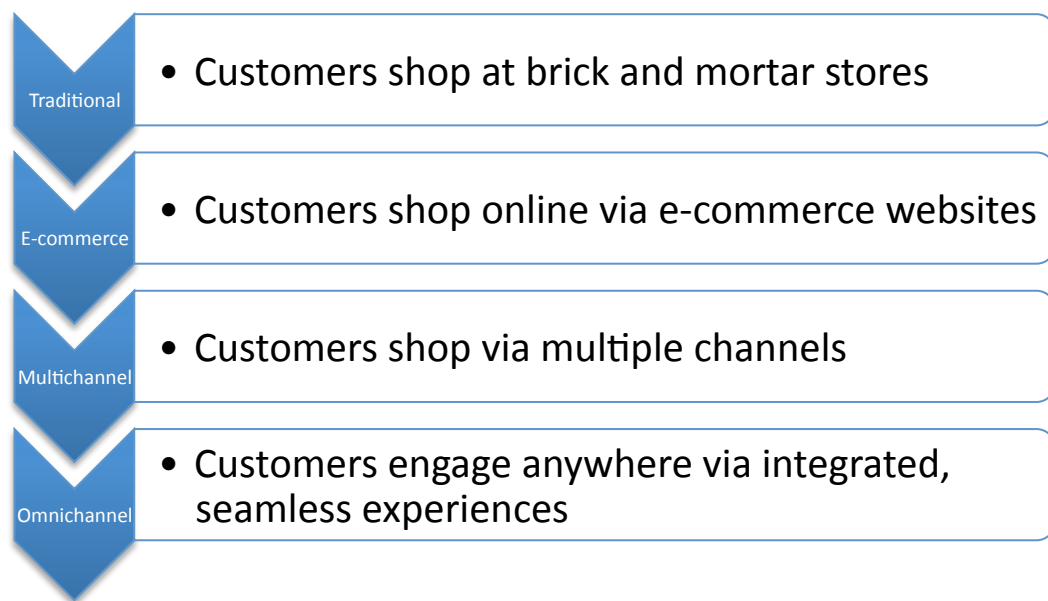 Traditional
• Customers shop at brick and mortar stores
E-commerce
• Customers shop online via e-commerce websites
Multichannel
• Customers shop via multiple channels
Omnichannel
• Customers engage anywhere via integrated,
seamless experiences